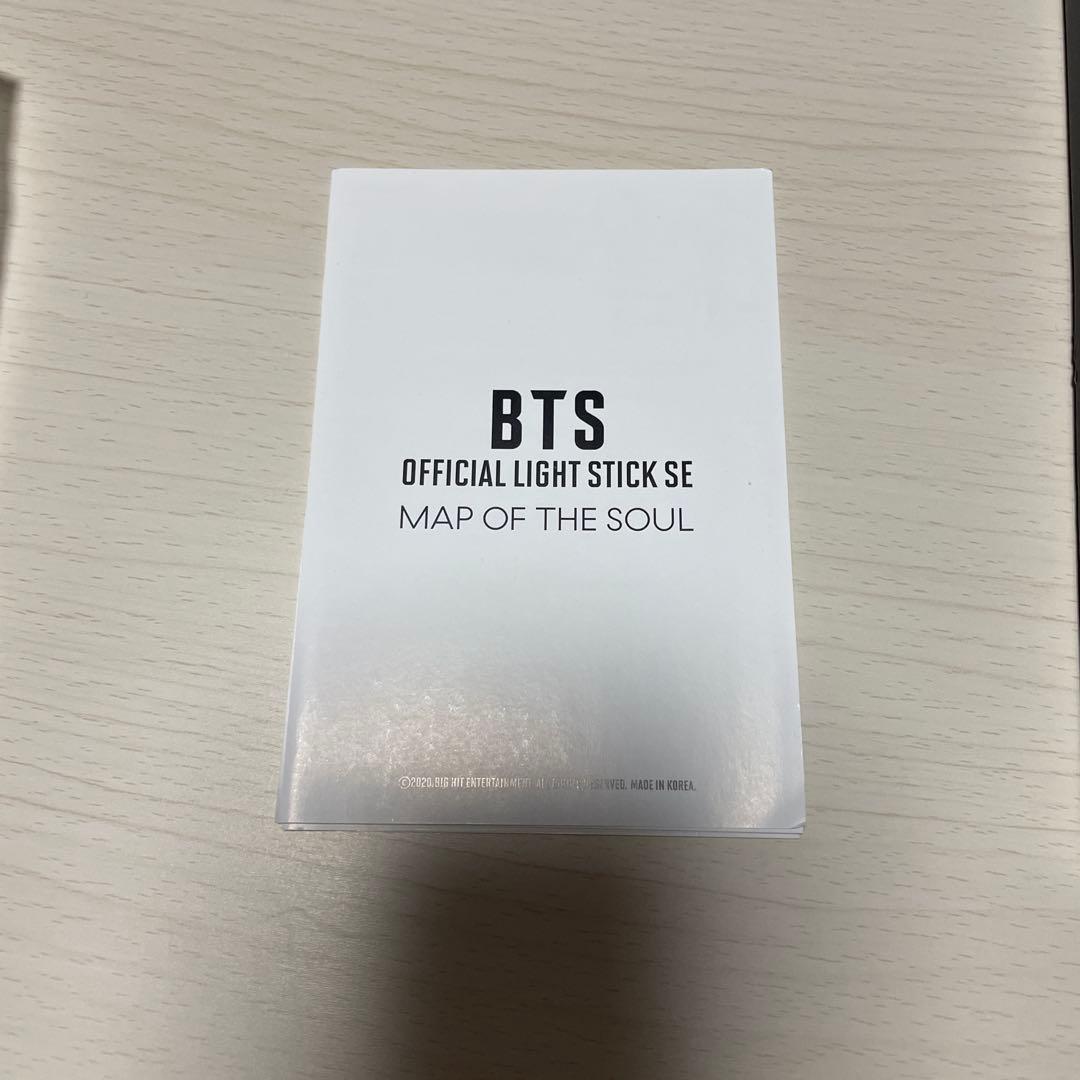 BTS
OFFICIAL LIGHT STICK SE
MAP OF THE SOUL
©2020.BIG HIT ENTERTAINMENT. ALL RIGHTS RESERVED. MADE IN KOREA.